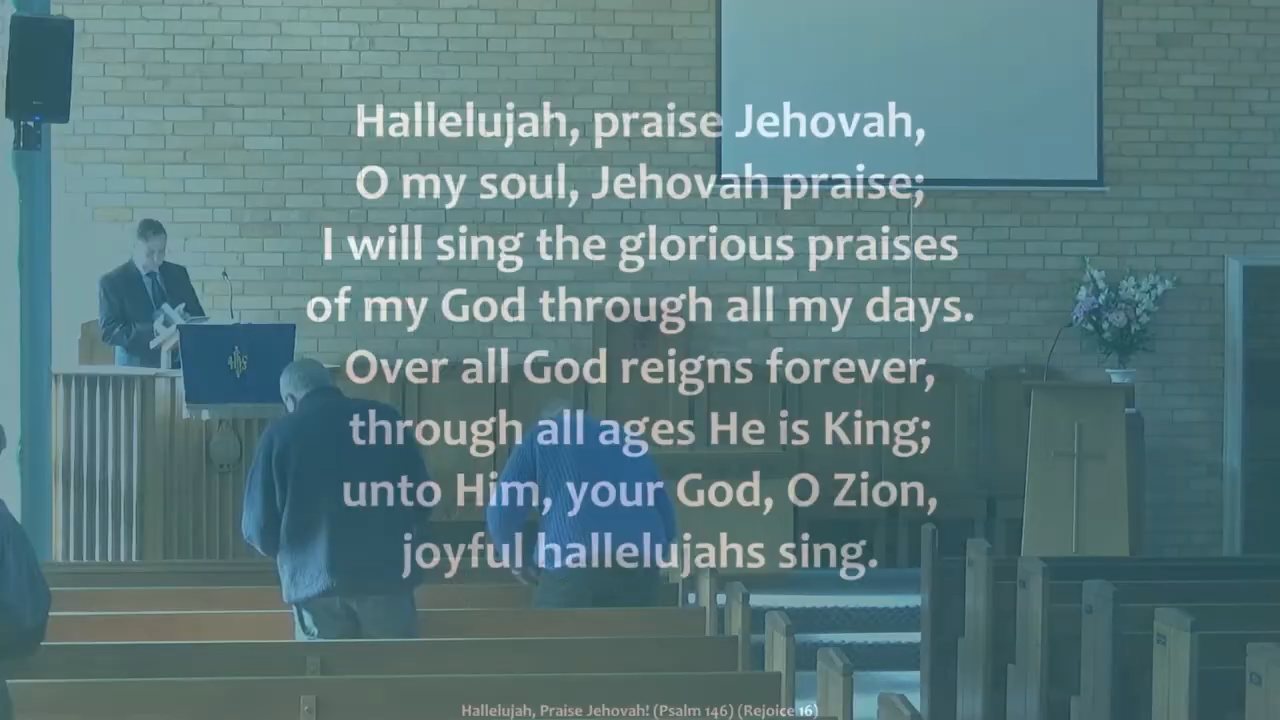 Hallelujah, praise Jehovah,
O my soul, Jehovah praise;
I will sing the glorious praises
of my God through all my days.
Over all God reigns forever,
through all ages He is King;
unto Him, your God, O Zion,
joyful hallelujahs sing.
IHS
Hallelujah, Praise Jehovah! (Psalm 146) (Rejoice 16)